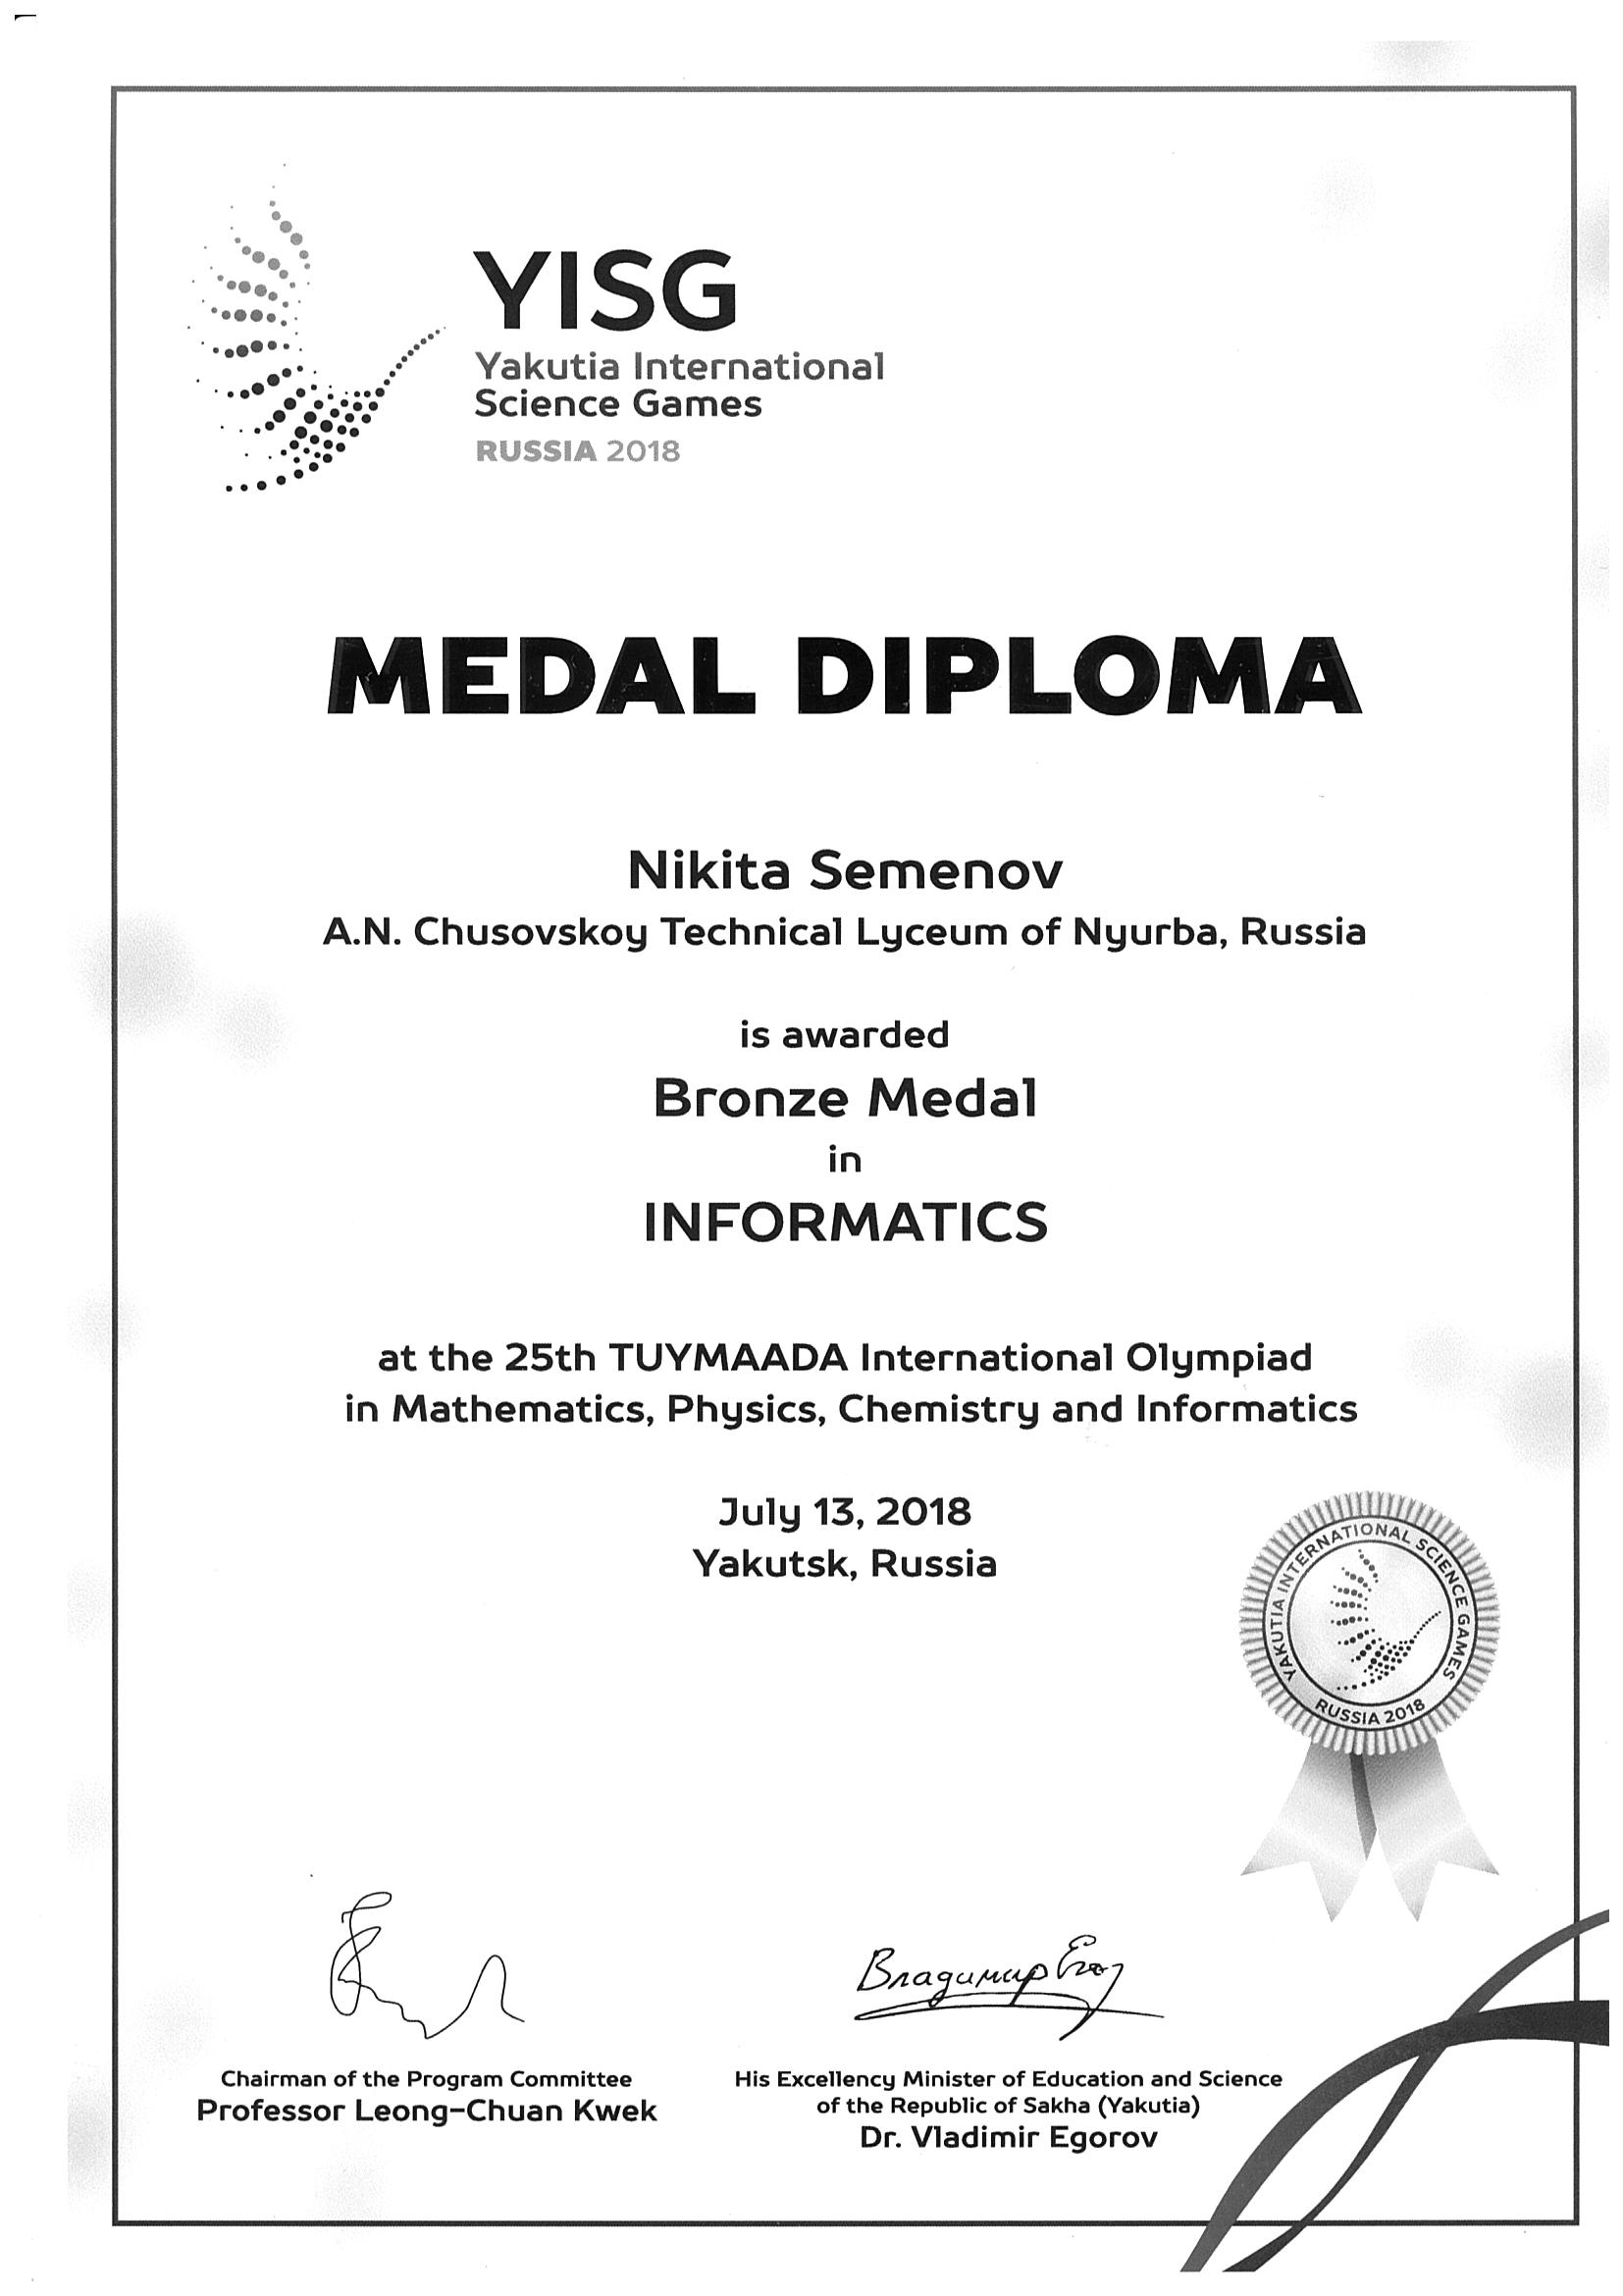 YISG
Yakutia International
Science Games
RUSSIA 2018
MEDAL DIPLOMA
Nikita Semenov
A.N. Chusovskoy Technical Lyceum of Nyurba, Russia
is awarded
Bronze Medal
in
INFORMATICS
at the 25th TUYMAADA International Olympiad
in Mathematics, Physics, Chemistry and Informatics
July 13, 2018
Yakutsk, Russia
YAKUTIA INTERNATIONAL SCIENCE GAMES
RUSSIA 2018
Владимир
Chairman of the Program Committee
Professor Leong-Chuan Kwek
His Excellency Minister of Education and Science
of the Republic of Sakha (Yakutia)
Dr. Vladimir Egorov